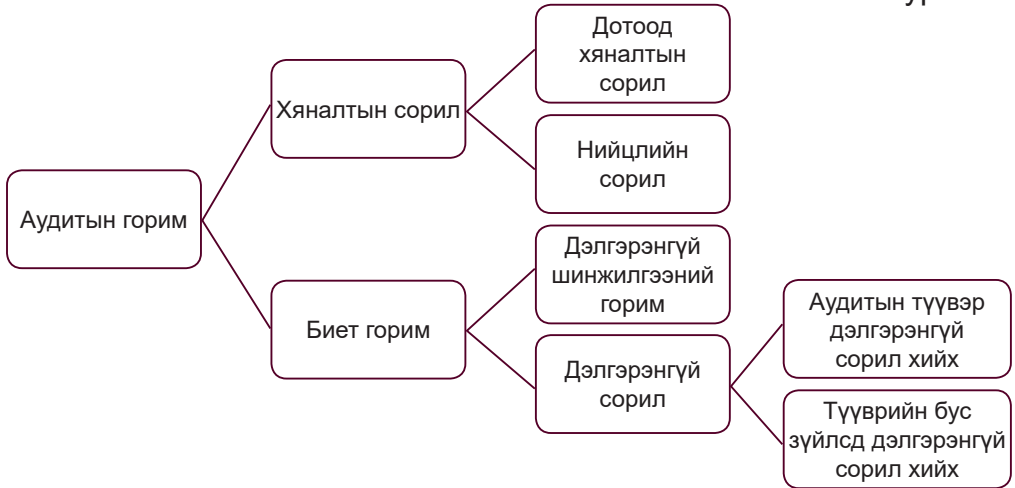 Аудитын горим
Хяналтын сорил
Биет горим
Дотоод
хяналтын
сорил
Нийцлийн
сорил
Дэлгэрэнгүй
шинжилгээний
горим
Дэлгэрэнгүй
сорил
Аудитын түүвэр
дэлгэрэнгүй
сорил хийх
Түүврийн бус
зүйлсд дэлгэрэнгүй
сорил хийх